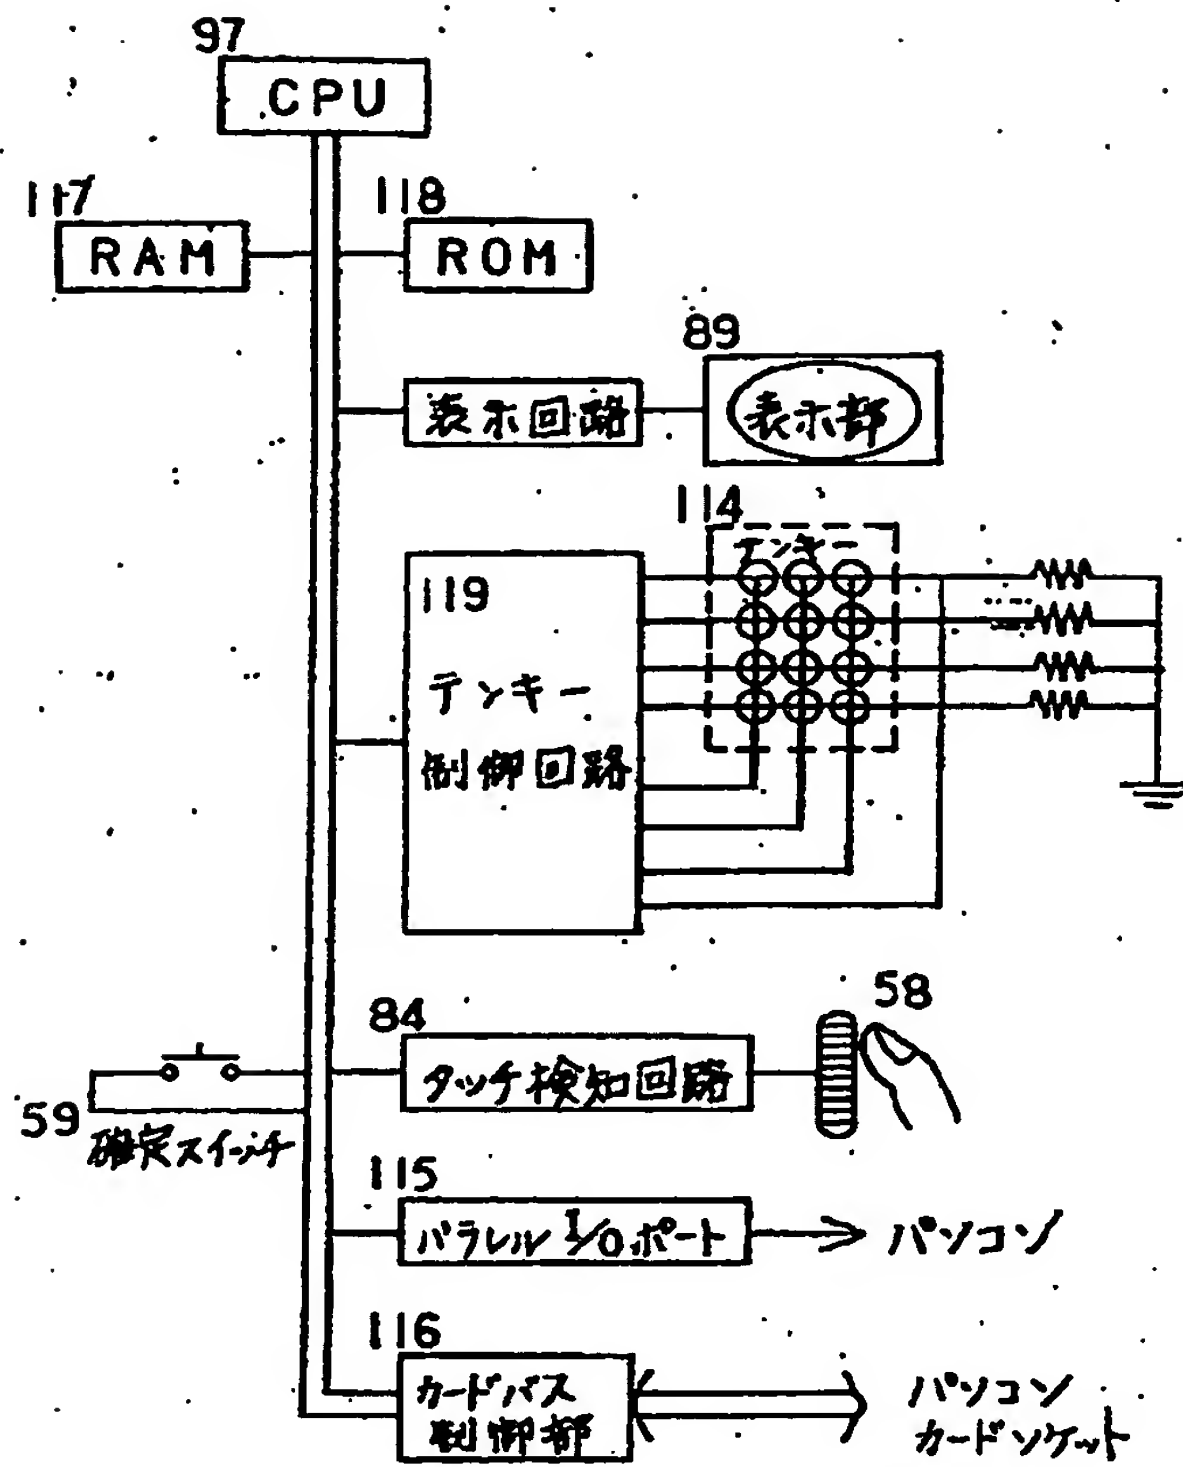 97
CPU
117
RAM
118
ROM
89
表示回路
表示部
114
テンキー
119
テンキー
制御回路
58
84
タッチ検知回路
59
確定スイッチ
115
パラレルI/Oポート
パソコン
116
カードバス
制御部
パソコン
カードソケット